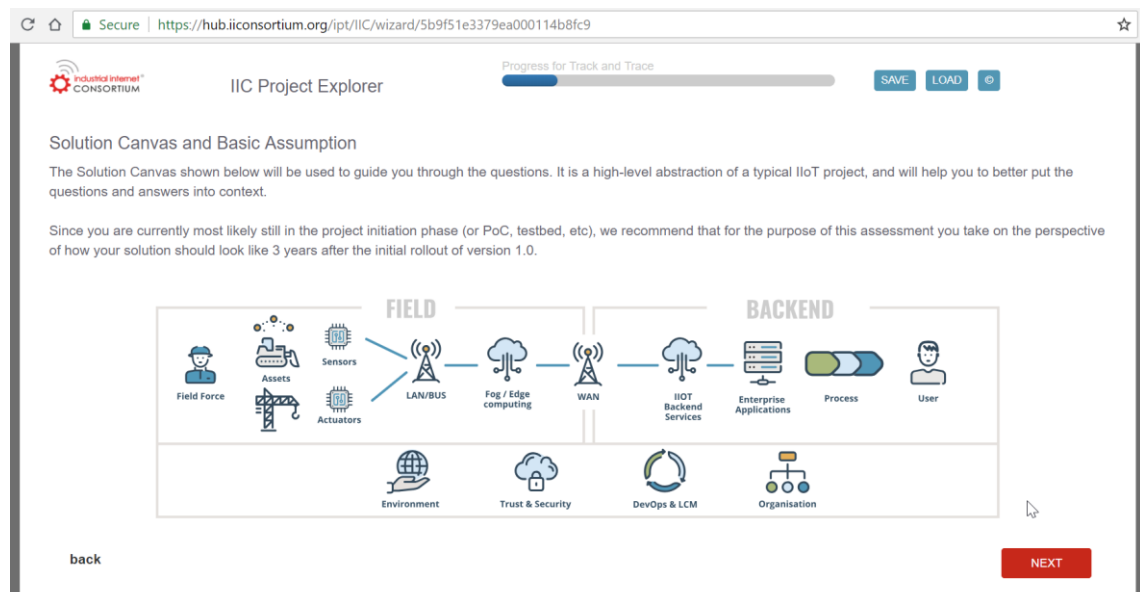 Secure https://hub.iiconsortium.org/ipt/IIC/wizard/5b9f51e3379ea000114b8fc9
industrial internet
CONSORTIUM
IIC Project Explorer
Progress for Track and Trace
SAVE LOAD ©
Solution Canvas and Basic Assumption
The Solution Canvas shown below will be used to guide you through the questions. It is a high-level abstraction of a typical IIoT project, and will help you to better put the
questions and answers into context.
Since you are currently most likely still in the project initiation phase (or PoC, testbed, etc), we recommend that for the purpose of this assessment you take on the perspective
of how your solution should look like 3 years after the initial rollout of version 1.0.
FIELD
BACKEND
Field Force
Assets
Sensors
Actuators
LAN/BUS
Fog / Edge
computing
WAN
IIOT
Backend
Services
Enterprise
Applications
Process
User
Environment
Trust & Security
DevOps & LCM
Organisation
back
NEXT